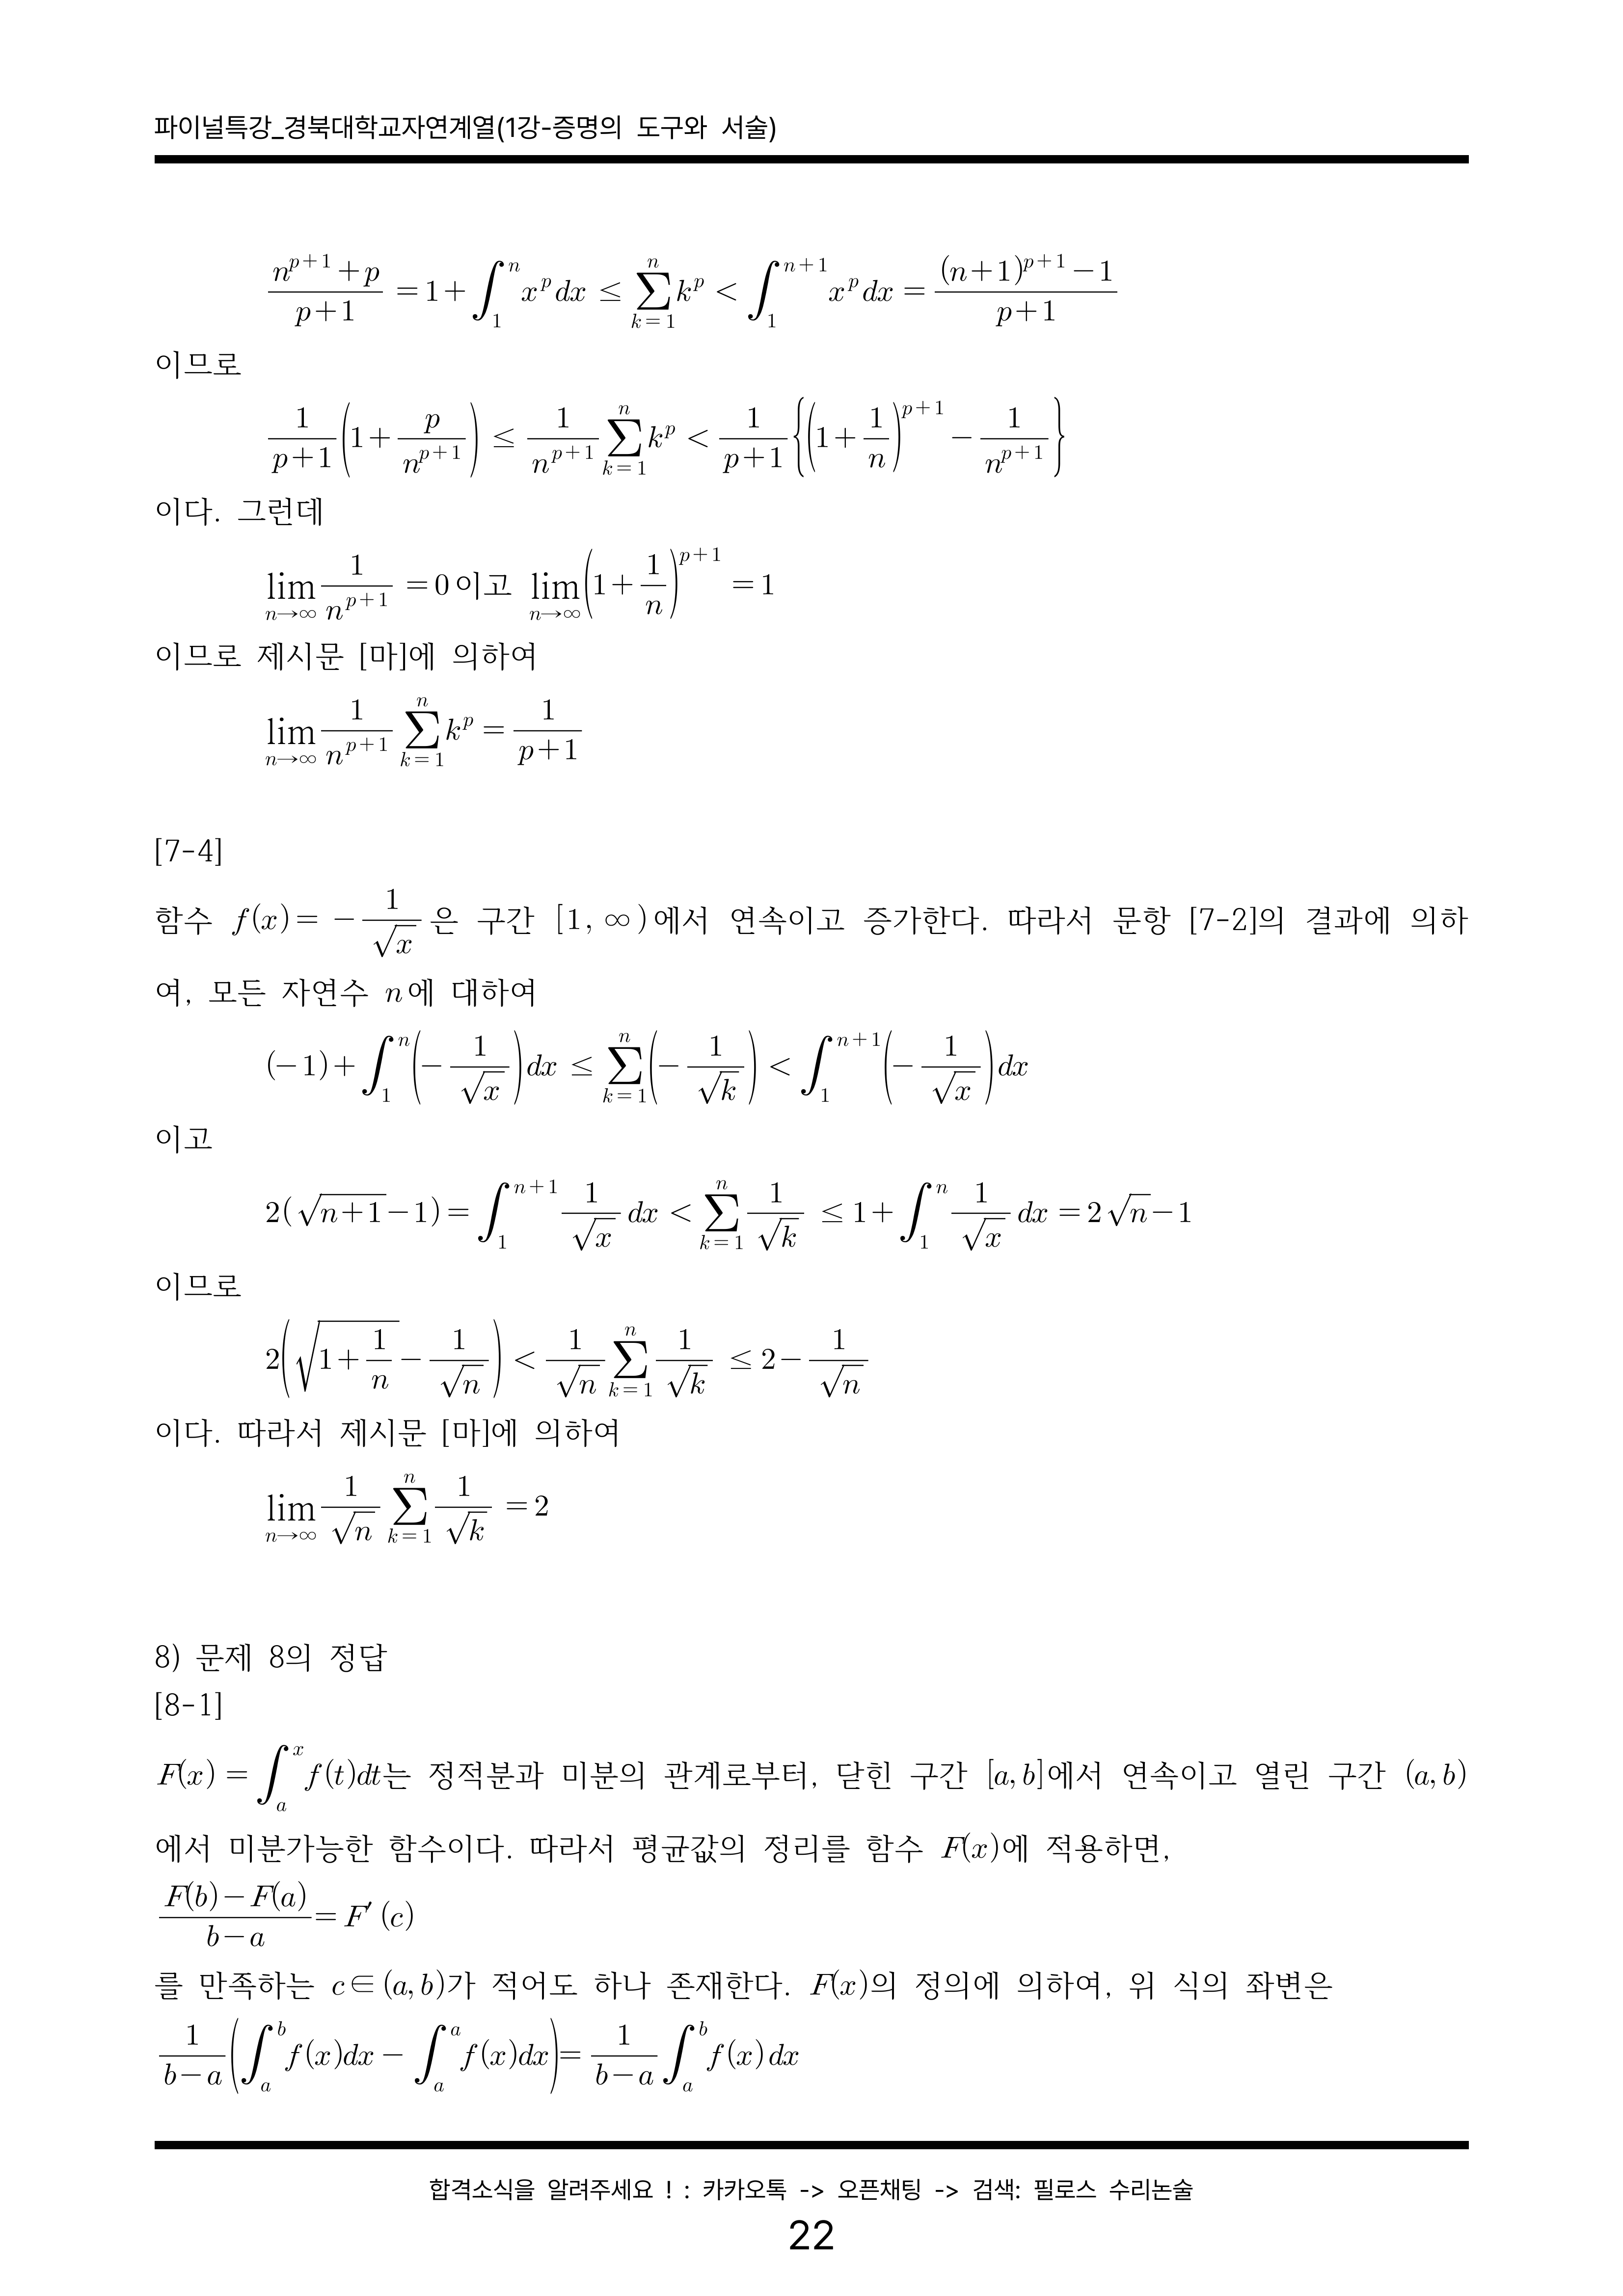 파이널특강_경북대학교자연계열(1강-증명의 도구와 서술)
$\frac{n^{p+1}+p}{p+1} = 1+\int_1^n x^p dx \le \sum_{k=1}^n k^p < \int_1^{n+1} x^p dx = \frac{(n+1)^{p+1}-1}{p+1}$
이므로
$\frac{1}{p+1}\left(1+\frac{p}{n^{p+1}}\right) \le \frac{1}{n^{p+1}}\sum_{k=1}^n k^p < \frac{1}{p+1}\left\{\left(1+\frac{1}{n}\right)^{p+1}-\frac{1}{n^{p+1}}\right\}$
이다. 그런데
$\lim_{n\to\infty}\frac{1}{n^{p+1}} = 0$ 이고 $\lim_{n\to\infty}\left(1+\frac{1}{n}\right)^{p+1} = 1$
이므로 제시문 [마]에 의하여
$\lim_{n\to\infty}\frac{1}{n^{p+1}}\sum_{k=1}^n k^p = \frac{1}{p+1}$
[7-4]
함수 $f(x) = -\frac{1}{\sqrt{x}}$은 구간 $[1, \infty)$에서 연속이고 증가한다. 따라서 문항 [7-2]의 결과에 의하
여, 모든 자연수 $n$에 대하여
$(-1)+\int_1^n\left(-\frac{1}{\sqrt{x}}\right)dx \le \sum_{k=1}^n\left(-\frac{1}{\sqrt{k}}\right) < \int_1^{n+1}\left(-\frac{1}{\sqrt{x}}\right)dx$
이고
$2(\sqrt{n+1}-1) = \int_1^{n+1}\frac{1}{\sqrt{x}}dx < \sum_{k=1}^n\frac{1}{\sqrt{k}} \le 1+\int_1^n\frac{1}{\sqrt{x}}dx = 2\sqrt{n}-1$
이므로
$2\left(\sqrt{1+\frac{1}{n}}-\frac{1}{\sqrt{n}}\right) < \frac{1}{\sqrt{n}}\sum_{k=1}^n\frac{1}{\sqrt{k}} \le 2-\frac{1}{\sqrt{n}}$
이다. 따라서 제시문 [마]에 의하여
$\lim_{n\to\infty}\frac{1}{\sqrt{n}}\sum_{k=1}^n\frac{1}{\sqrt{k}} = 2$
8) 문제 8의 정답
[8-1]
$F(x) = \int_a^x f(t)dt$는 정적분과 미분의 관계로부터, 닫힌 구간 $[a, b]$에서 연속이고 열린 구간 $(a, b)$
에서 미분가능한 함수이다. 따라서 평균값의 정리를 함수 $F(x)$에 적용하면,
$\frac{F(b)-F(a)}{b-a} = F'(c)$
를 만족하는 $c \in (a, b)$가 적어도 하나 존재한다. $F(x)$의 정의에 의하여, 위 식의 좌변은
$\frac{1}{b-a}\left(\int_a^b f(x)dx - \int_a^a f(x)dx\right) = \frac{1}{b-a}\int_a^b f(x)dx$
합격소식을 알려주세요 ! : 카카오톡 -> 오픈채팅 -> 검색: 필로스 수리논술
22